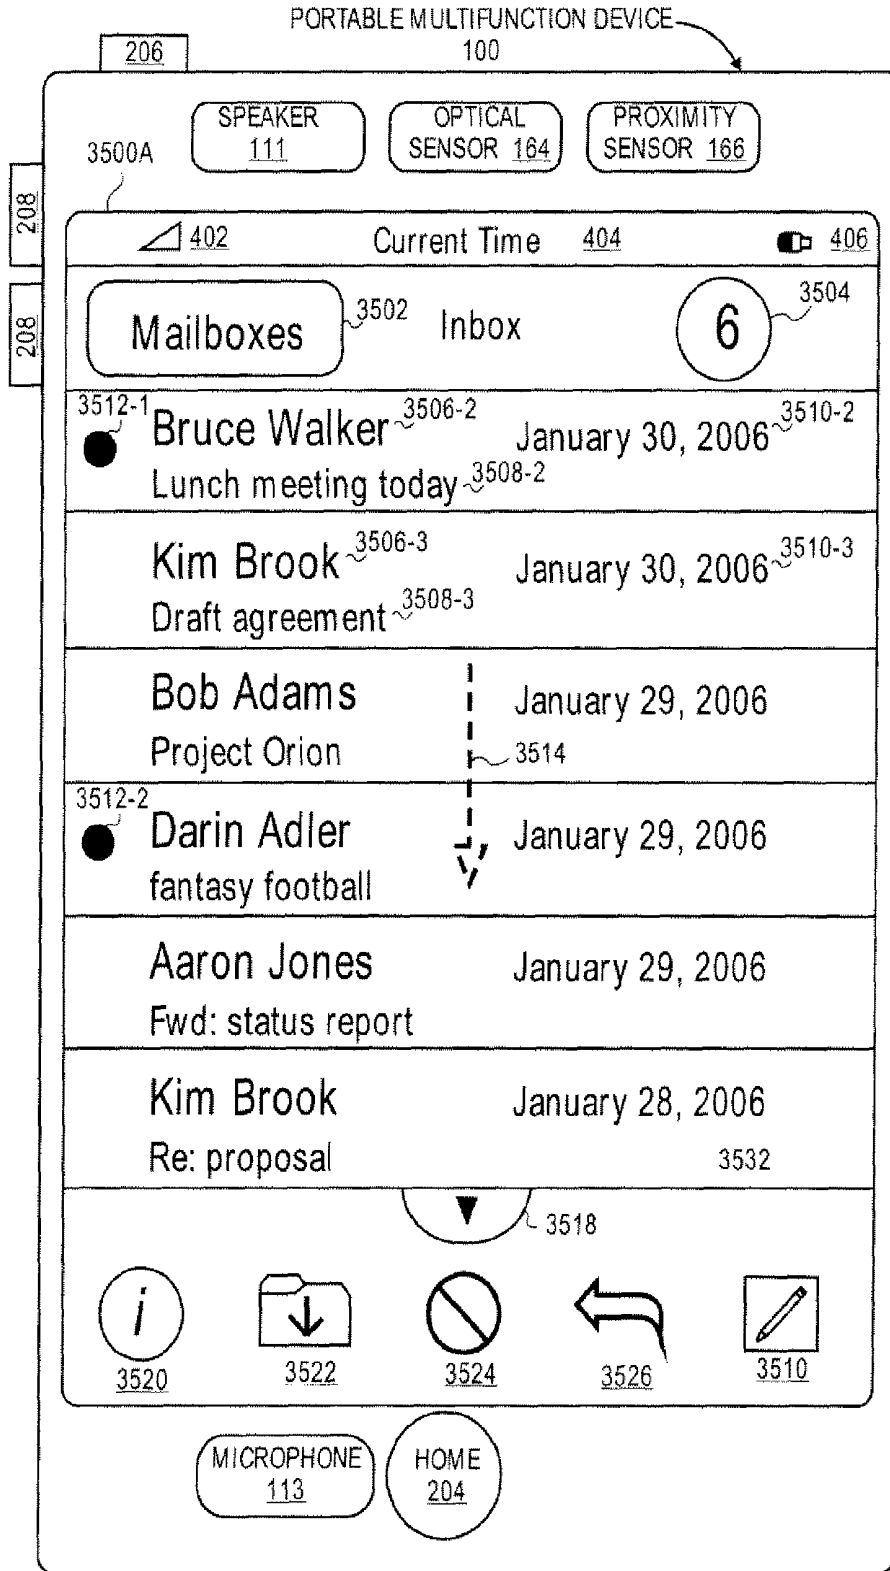 PORTABLE MULTIFUNCTION DEVICE
100
206
SPEAKER
111
OPTICAL
SENSOR 164
PROXIMITY
SENSOR 166
3500A
208
208
402
Current Time 404
406
Mailboxes
3502
Inbox
6
3504
3512-1
Bruce Walker 3506-2
January 30, 2006 3510-2
Lunch meeting today 3508-2
Kim Brook 3506-3
January 30, 2006 3510-3
Draft agreement 3508-3
Bob Adams
January 29, 2006
Project Orion
3514
3512-2
Darin Adler
January 29, 2006
fantasy football
Aaron Jones
January 29, 2006
Fwd: status report
Kim Brook
January 28, 2006
Re: proposal
3532
3518
i
3520
3522
3524
3526
3510
MICROPHONE
113
HOME
204